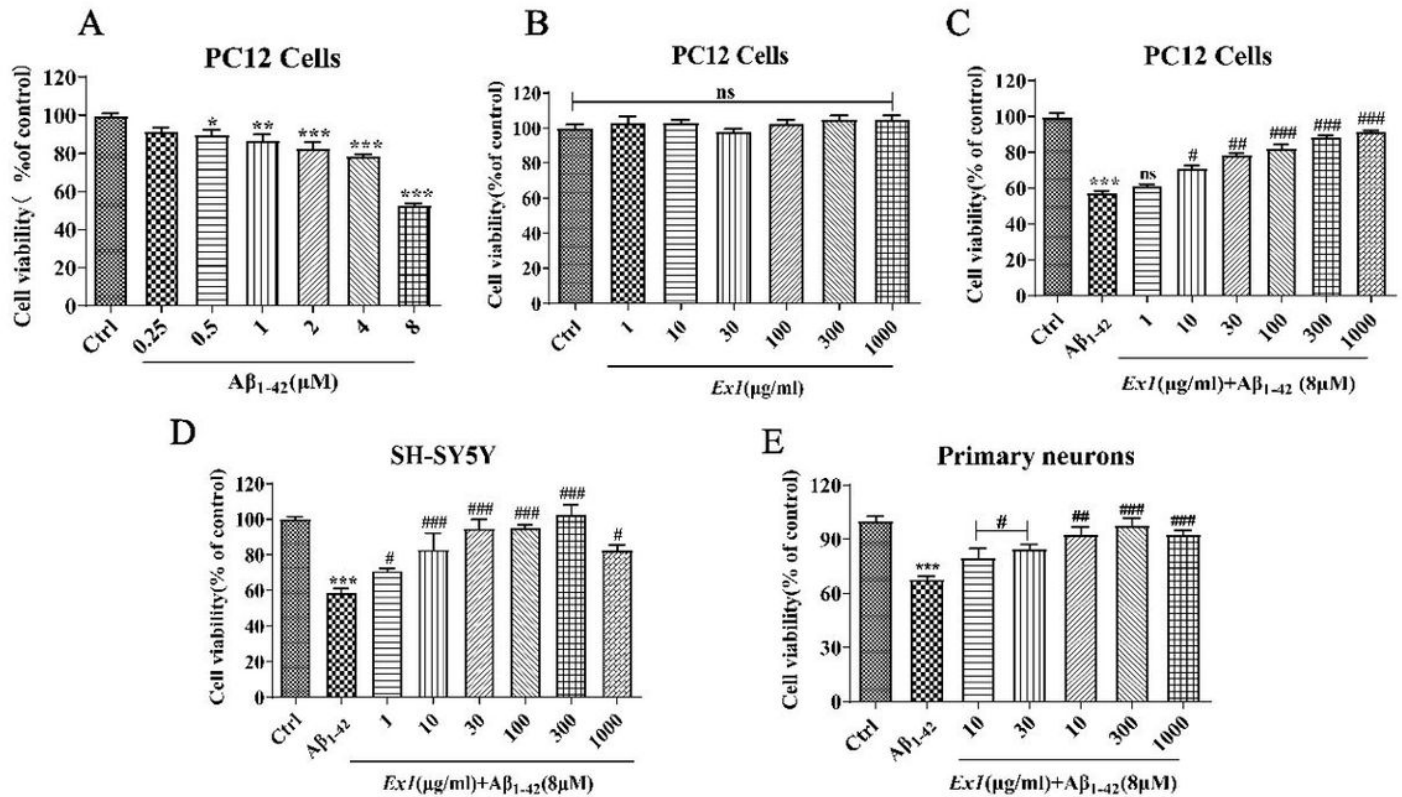 A
PC12 Cells
Cell viability( %of control)
120
100
80
60
40
20
0
*
**
***
***
***
Ctrl
0.25
0.5
1
2
4
8
Aβ1-42(μM)
B
PC12 Cells
Cell viability(%of control)
120
100
80
60
40
20
0
ns
Ctrl
1
10
30
100
300
1000
Ex1(μg/ml)
C
PC12 Cells
Cell viability(% of control)
120
100
80
60
40
20
0
***
ns
#
##
###
###
###
Ctrl
Aβ1-42
1
10
30
100
300
1000
Ex1(μg/ml)+Aβ1-42 (8μM)
D
SH-SY5Y
Cell viability(% of control)
120
100
80
60
40
20
0
***
#
###
###
###
###
#
Ctrl
Aβ1-42
1
10
30
100
300
1000
Ex1(μg/ml)+Aβ1-42(8μM)
E
Primary neurons
Cell viability(% of control)
120
90
60
30
0
***
#
##
###
###
Ctrl
Aβ1-42
10
30
10
300
1000
Ex1(μg/ml)+Aβ1-42(8μM)